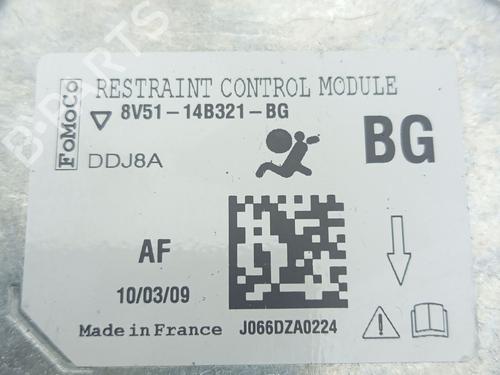 RESTRAINT CONTROL MODULE
FoMoCo
8V51-14B321-BG
DDJ8A
BG
AF
10/03/09
Made in France
J066DZA0224
B-PARTS